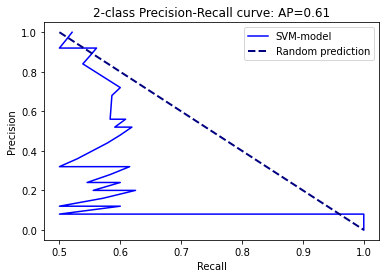 2-class Precision-Recall curve: AP=0.61
SVM-model
Random prediction
Precision
1.0
0.8
0.6
0.4
0.2
0.0
0.5 0.6 0.7 0.8 0.9 1.0
Recall